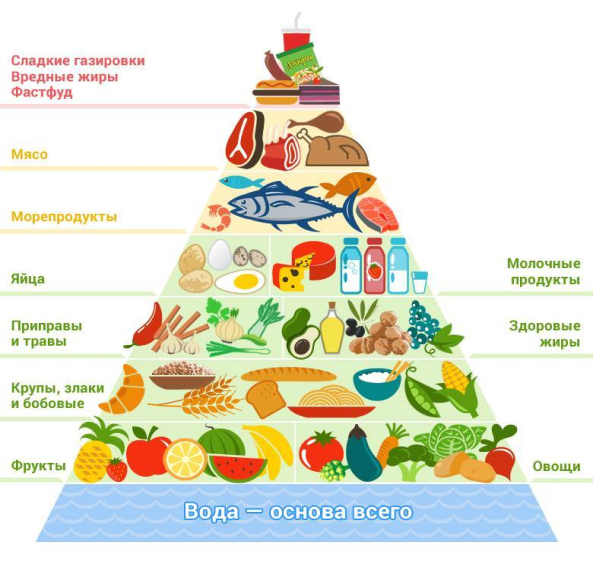 Сладкие газировки
Вредные жиры
Фастфуд
Мясо
Морепродукты
Яйца
Молочные
продукты
Приправы
и травы
Здоровые
жиры
Крупы, злаки
и бобовые
Фрукты
Овощи
Вода — основа всего